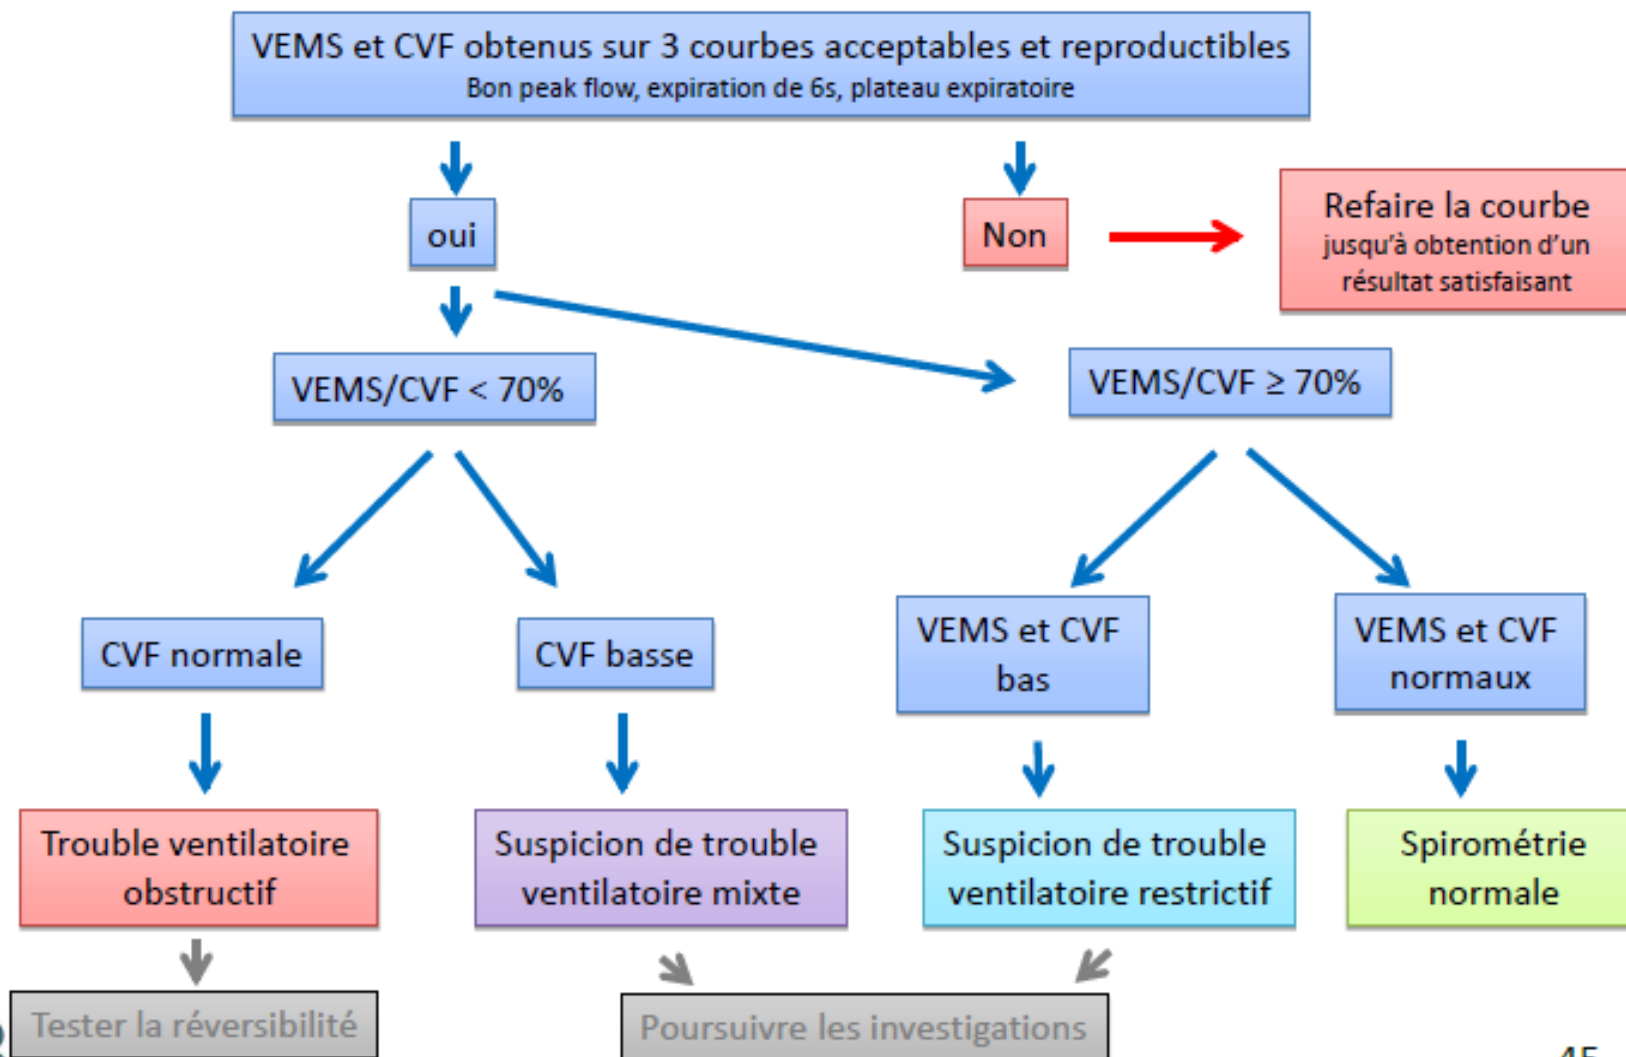 VEMS et CVF obtenus sur 3 courbes acceptables et reproductibles
Bon peak flow, expiration de 6s, plateau expiratoire
oui
Non
Refaire la courbe
jusqu'à obtention d'un
résultat satisfaisant
VEMS/CVF < 70%
VEMS/CVF ≥ 70%
CVF normale
CVF basse
VEMS et CVF
bas
VEMS et CVF
normaux
Trouble ventilatoire
obstructif
Suspicion de trouble
ventilatoire mixte
Suspicion de trouble
ventilatoire restrictif
Spirométrie
normale
Tester la réversibilité
Poursuivre les investigations